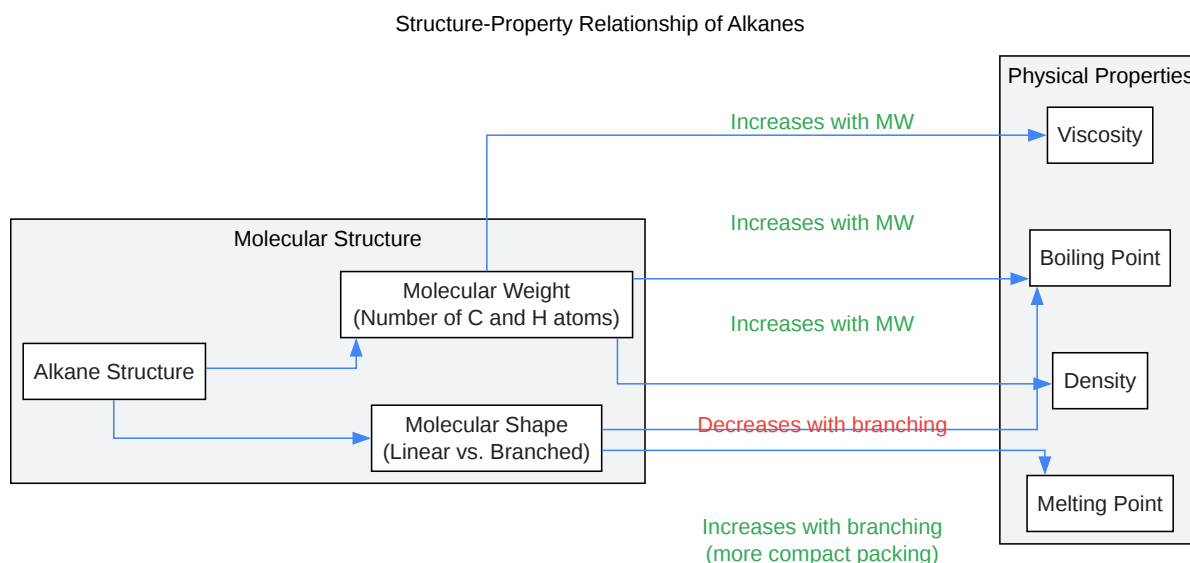 Structure-Property Relationship of Alkanes
Physical Properties
Increases with MW
Viscosity
Increases with MW
Molecular Structure
Boiling Point
Molecular Weight
(Number of C and H atoms)
Increases with MW
Alkane Structure
Density
Molecular Shape
(Linear vs. Branched)
Decreases with branching
Melting Point
Increases with branching
(more compact packing)